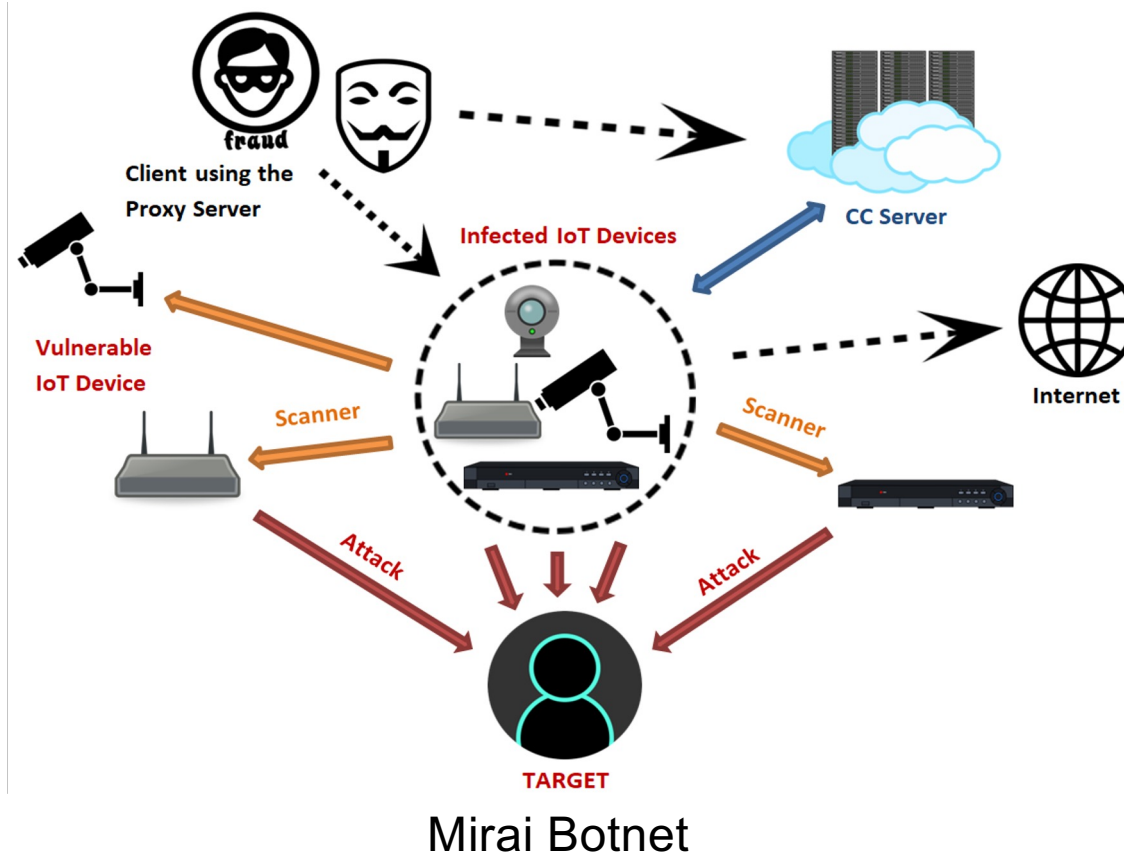 fraud
Client using the
Proxy Server
CC Server
Infected IoT Devices
Vulnerable
IoT Device
Internet
Scanner
Scanner
Attack
Attack
TARGET
Mirai Botnet